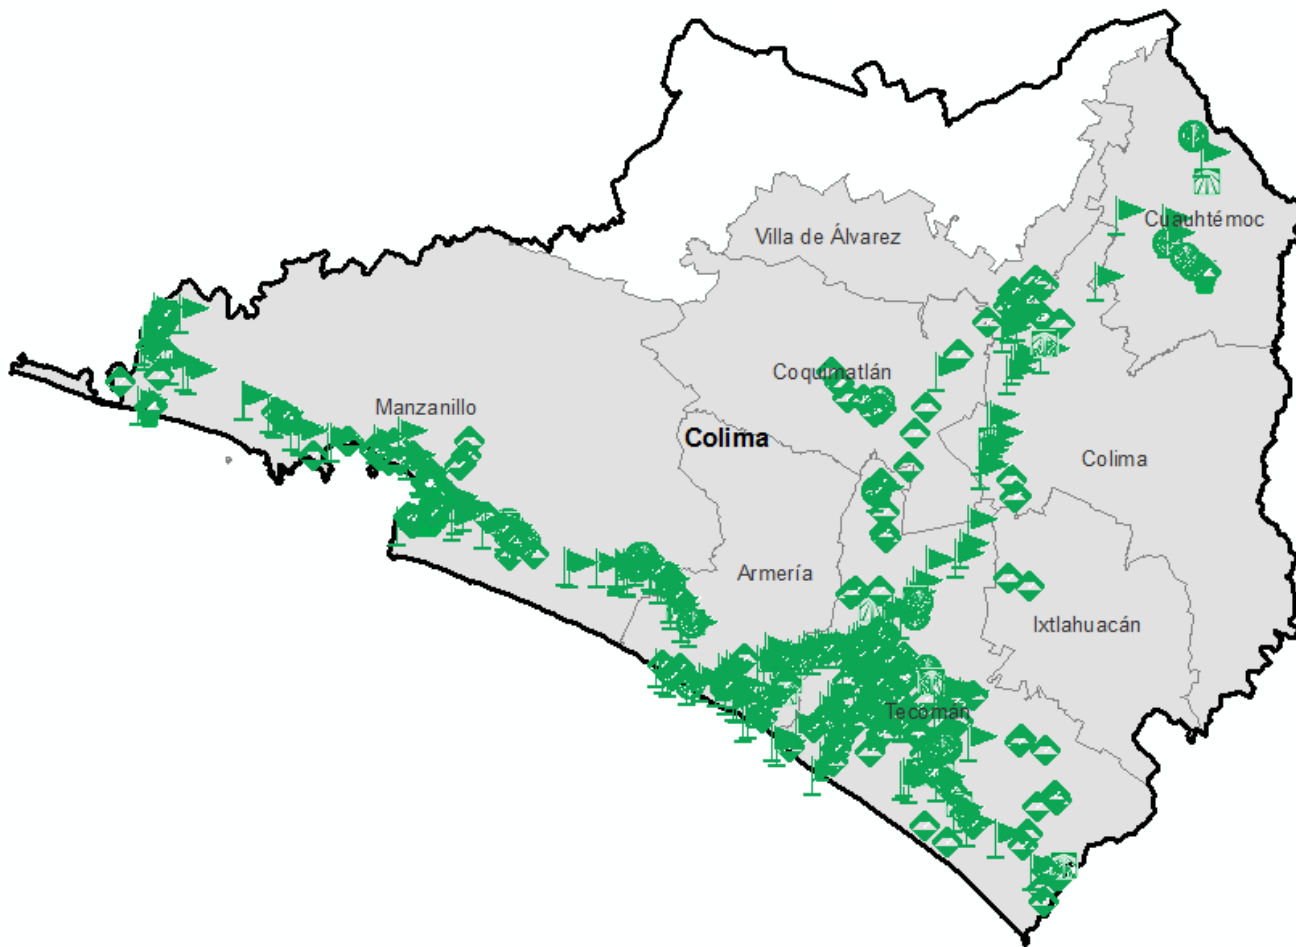 Cuauhtémoc
Villa de Álvarez
Coquimatlán
Manzanillo
Colima
Colima
Armería
Ixtlahuacán
Tecomán